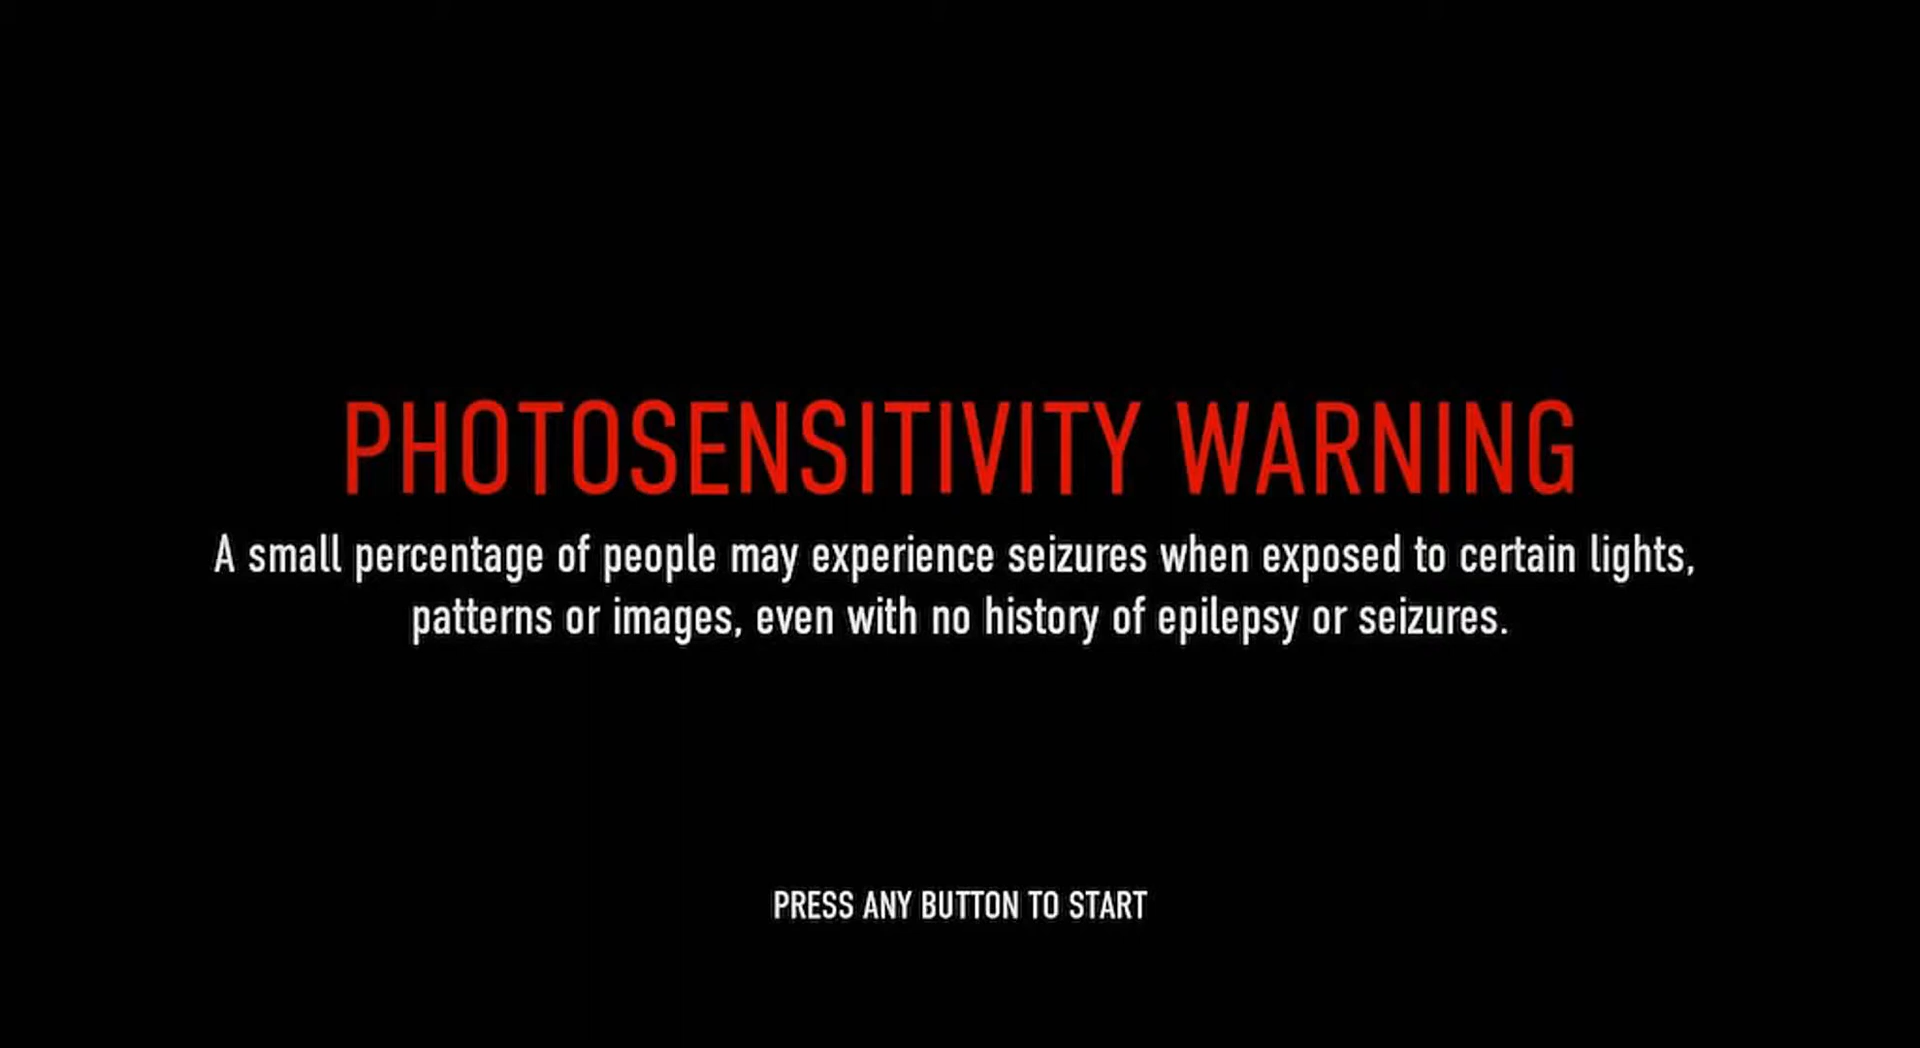 PHOTOSENSITIVITY WARNING
A small percentage of people may experience seizures when exposed to certain lights,
patterns or images, even with no history of epilepsy or seizures.
PRESS ANY BUTTON TO START